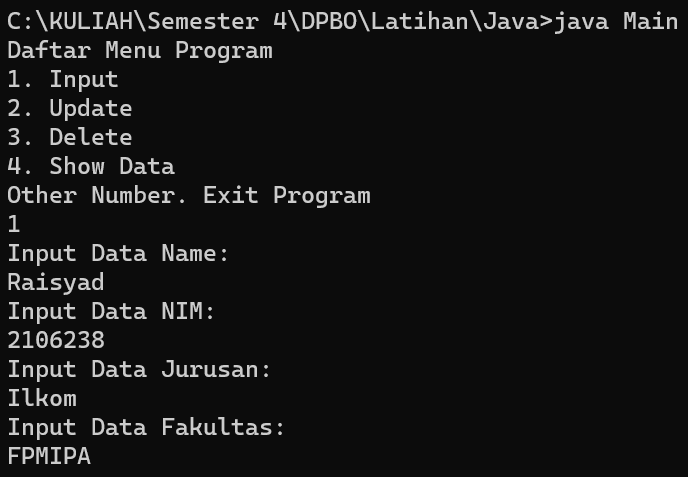 C:\KULIAH\Semester 4\DPBO\Latihan\Java>java Main
Daftar Menu Program
1. Input
2. Update
3. Delete
4. Show Data
Other Number. Exit Program
1
Input Data Name:
Raisyad
Input Data NIM:
2106238
Input Data Jurusan:
Ilkom
Input Data Fakultas:
FPMIPA